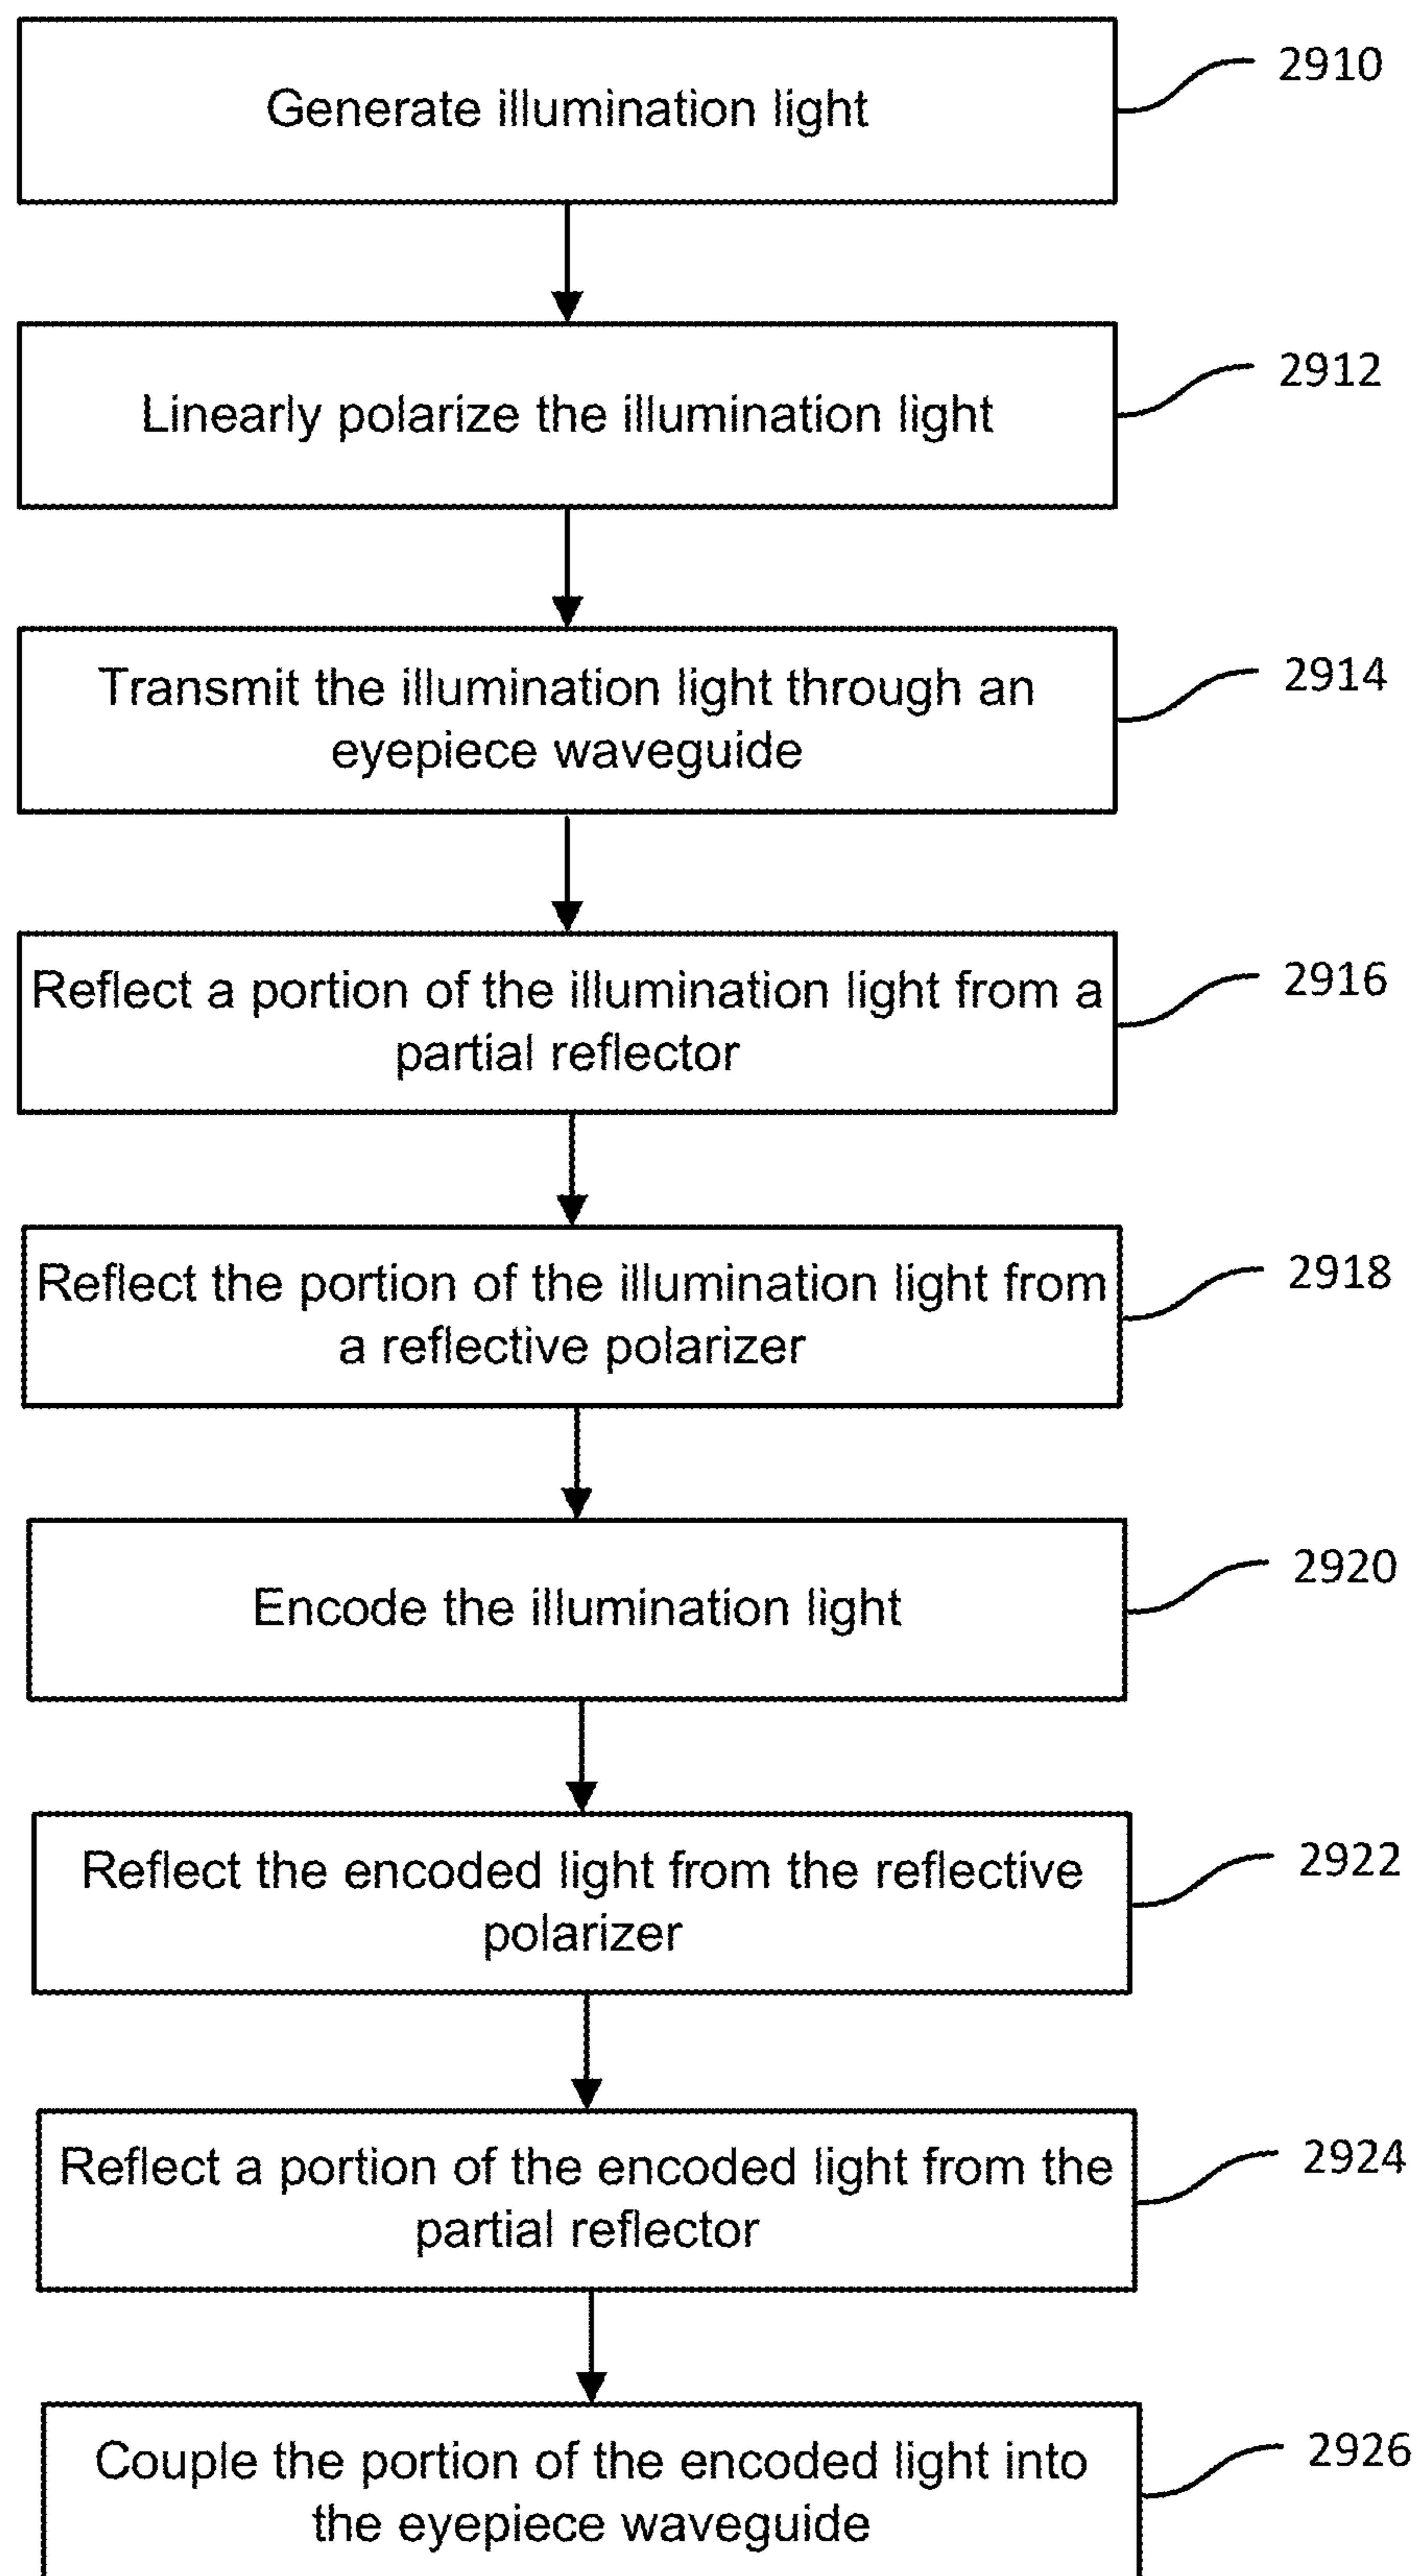 Generate illumination light
2910
Linearly polarize the illumination light
2912
Transmit the illumination light through an
eyepiece waveguide
2914
Reflect a portion of the illumination light from a
partial reflector
2916
Reflect the portion of the illumination light from
a reflective polarizer
2918
Encode the illumination light
2920
Reflect the encoded light from the reflective
polarizer
2922
Reflect a portion of the encoded light from the
partial reflector
2924
Couple the portion of the encoded light into
the eyepiece waveguide
2926